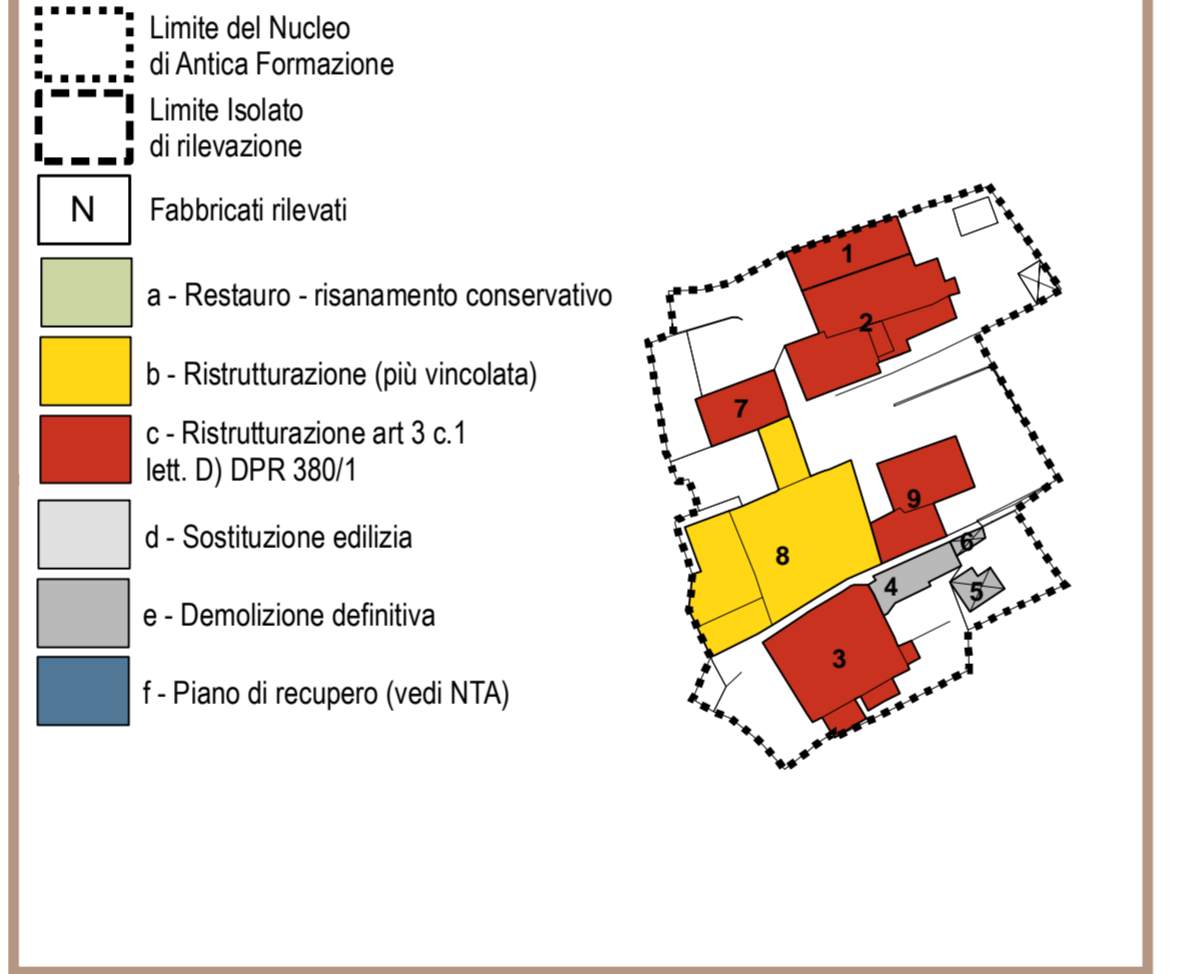 Limite del Nucleo
di Antica Formazione
Limite Isolato
di rilevazione
N
Fabbricati rilevati
a - Restauro - risanamento conservativo
b - Ristrutturazione (più vincolata)
c - Ristrutturazione art 3 c.1
lett. D) DPR 380/1
d - Sostituzione edilizia
e - Demolizione definitiva
f - Piano di recupero (vedi NTA)
1
2
7
9
6
8
4
5
3